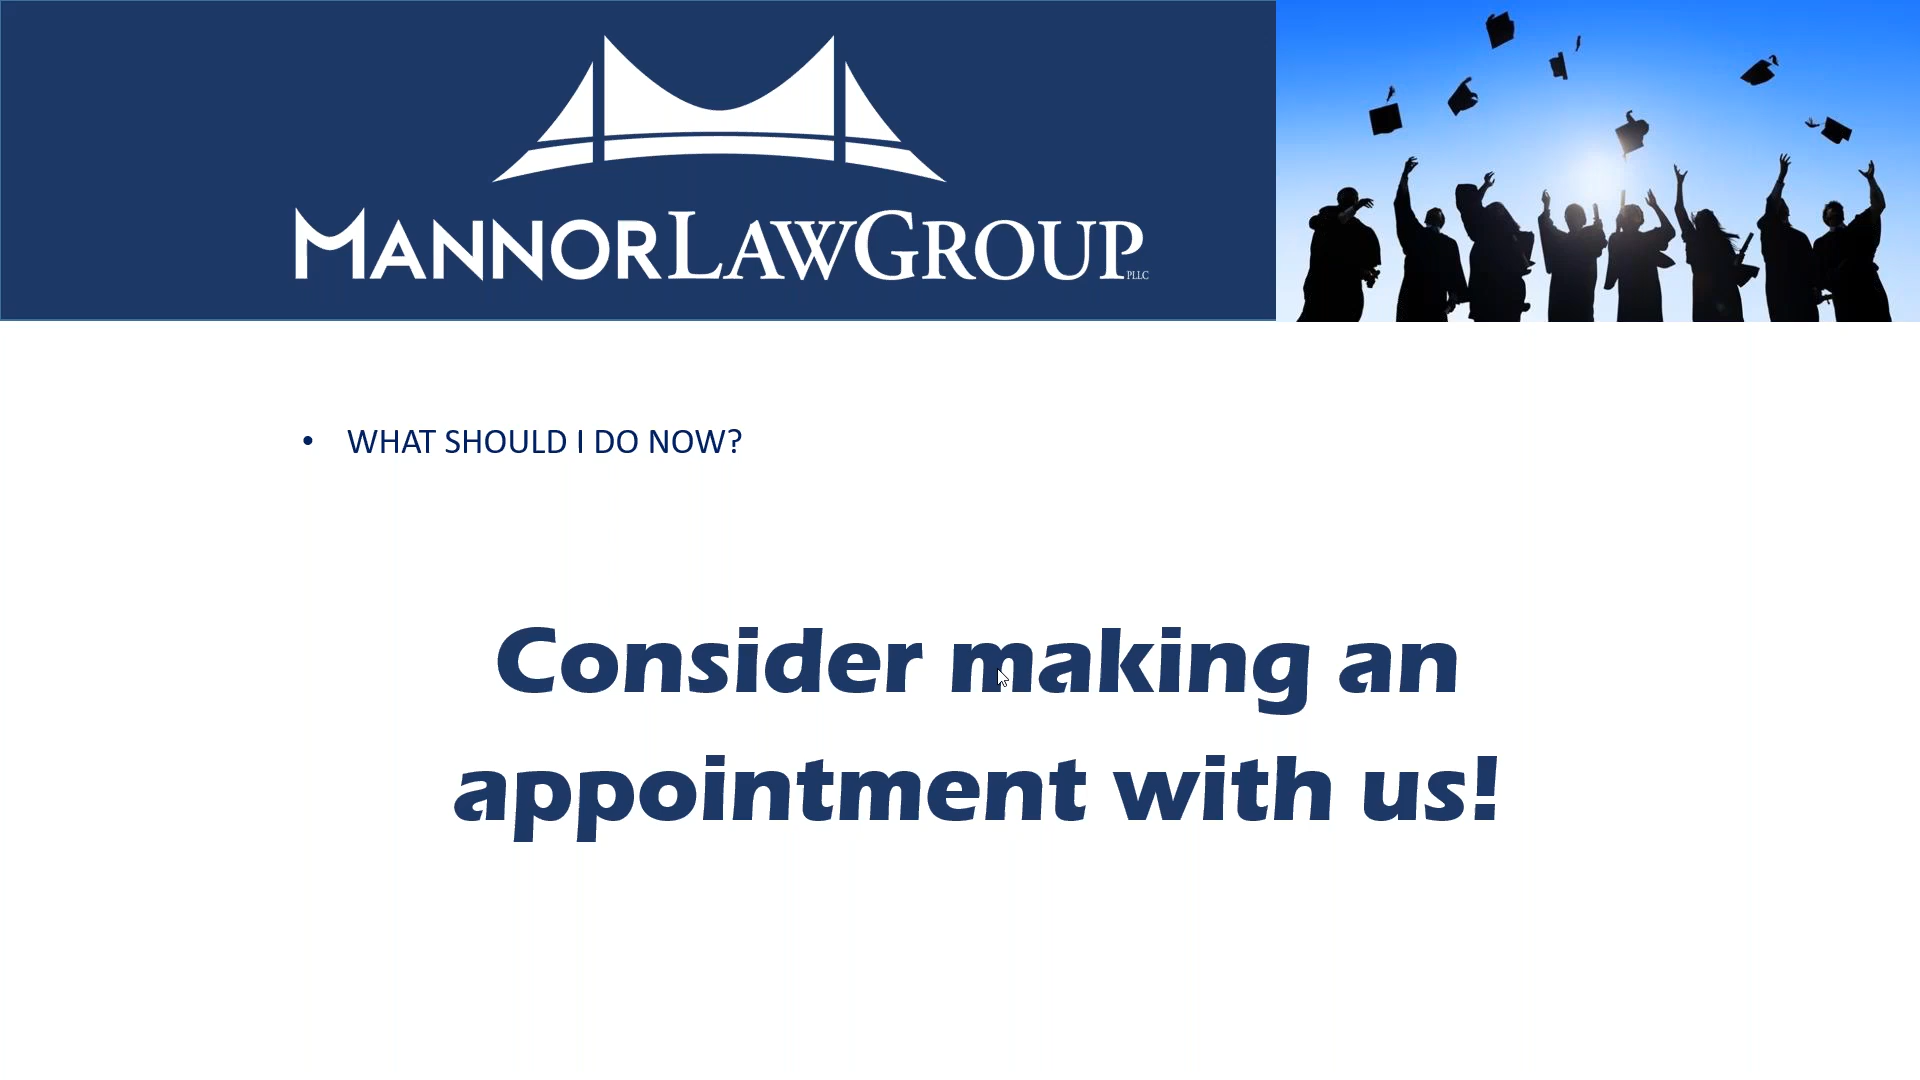 MANNORLAWGROUP PLLC
• WHAT SHOULD I DO NOW?
Consider making an
appointment with us!